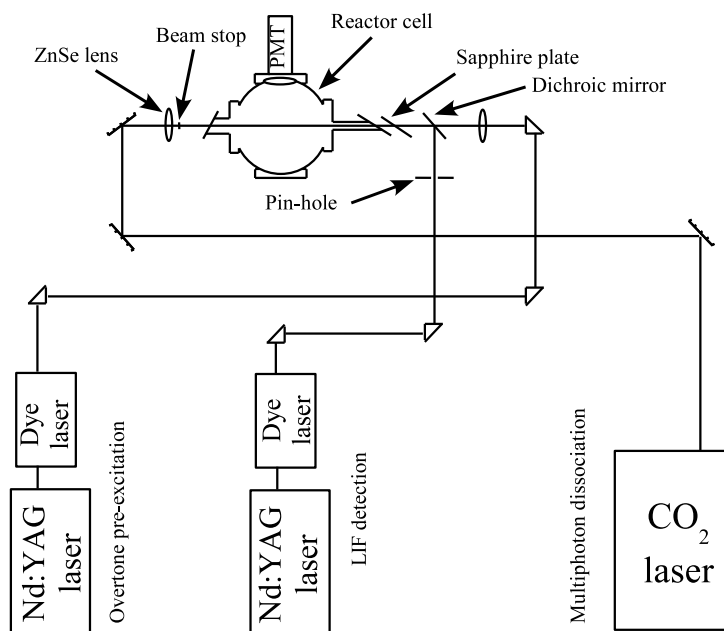 Reactor cell
Beam stop
ZnSe lens
PMT
Sapphire plate
Dichroic mirror
Pin-hole
Dye
laser
Nd:YAG
laser
Overtone pre-excitation
Dye
laser
Nd:YAG
laser
LIF detection
Multiphoton dissociation
CO2
laser